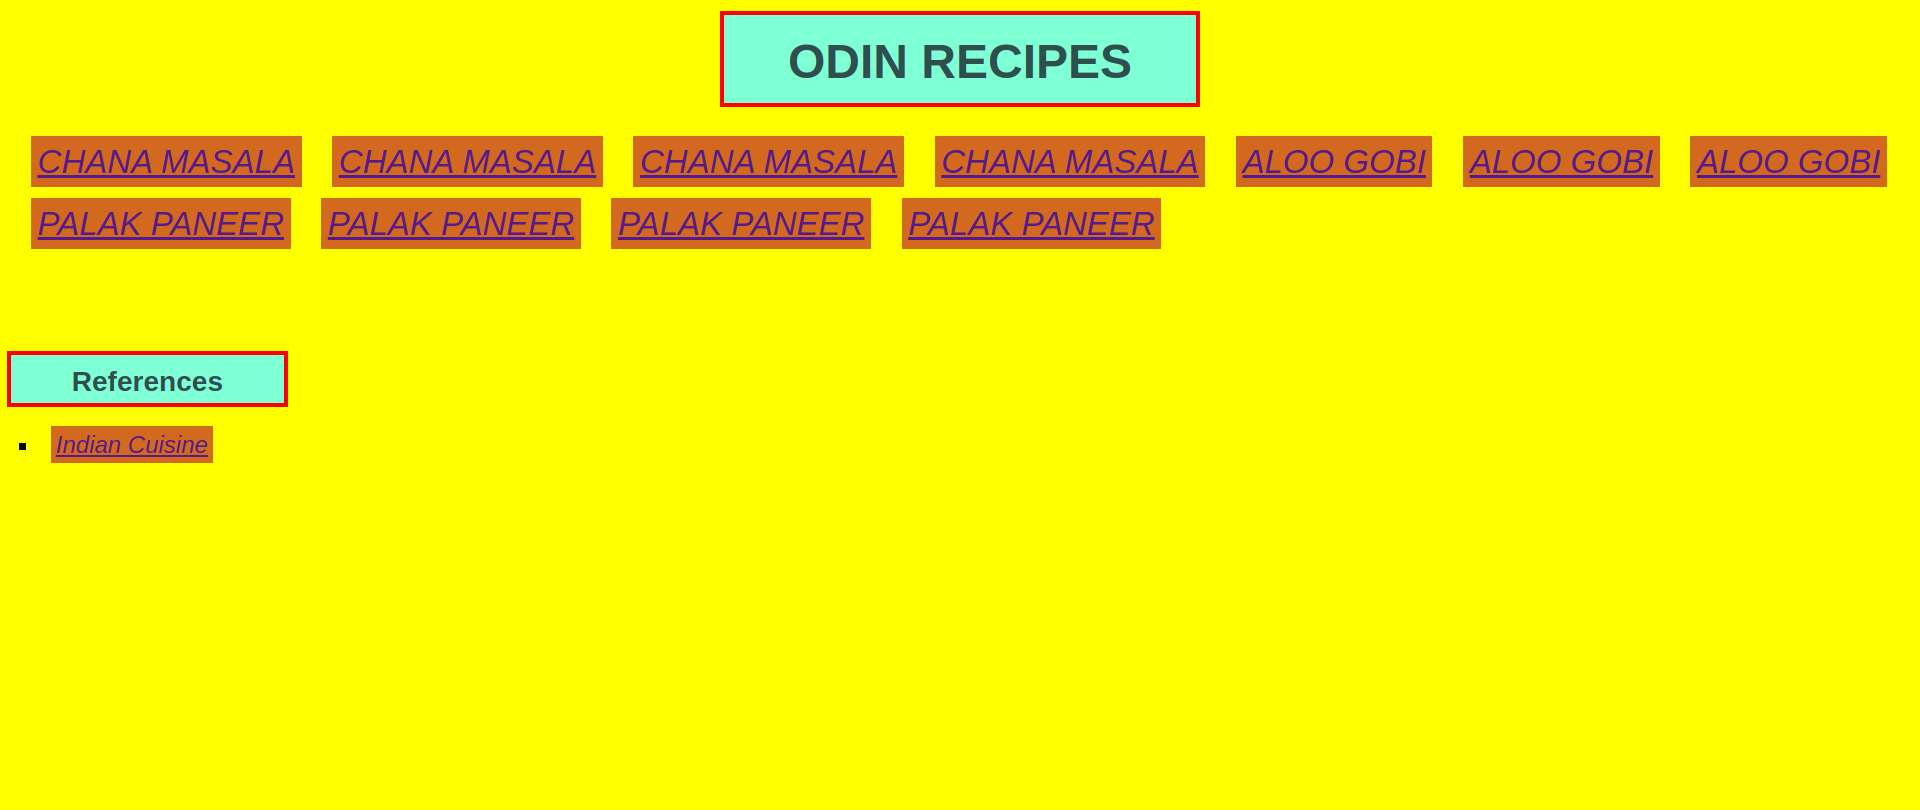 ODIN RECIPES
CHANA MASALA CHANA MASALA CHANA MASALA CHANA MASALA ALOO GOBI ALOO GOBI ALOO GOBI
PALAK PANEER PALAK PANEER PALAK PANEER PALAK PANEER
References
Indian Cuisine